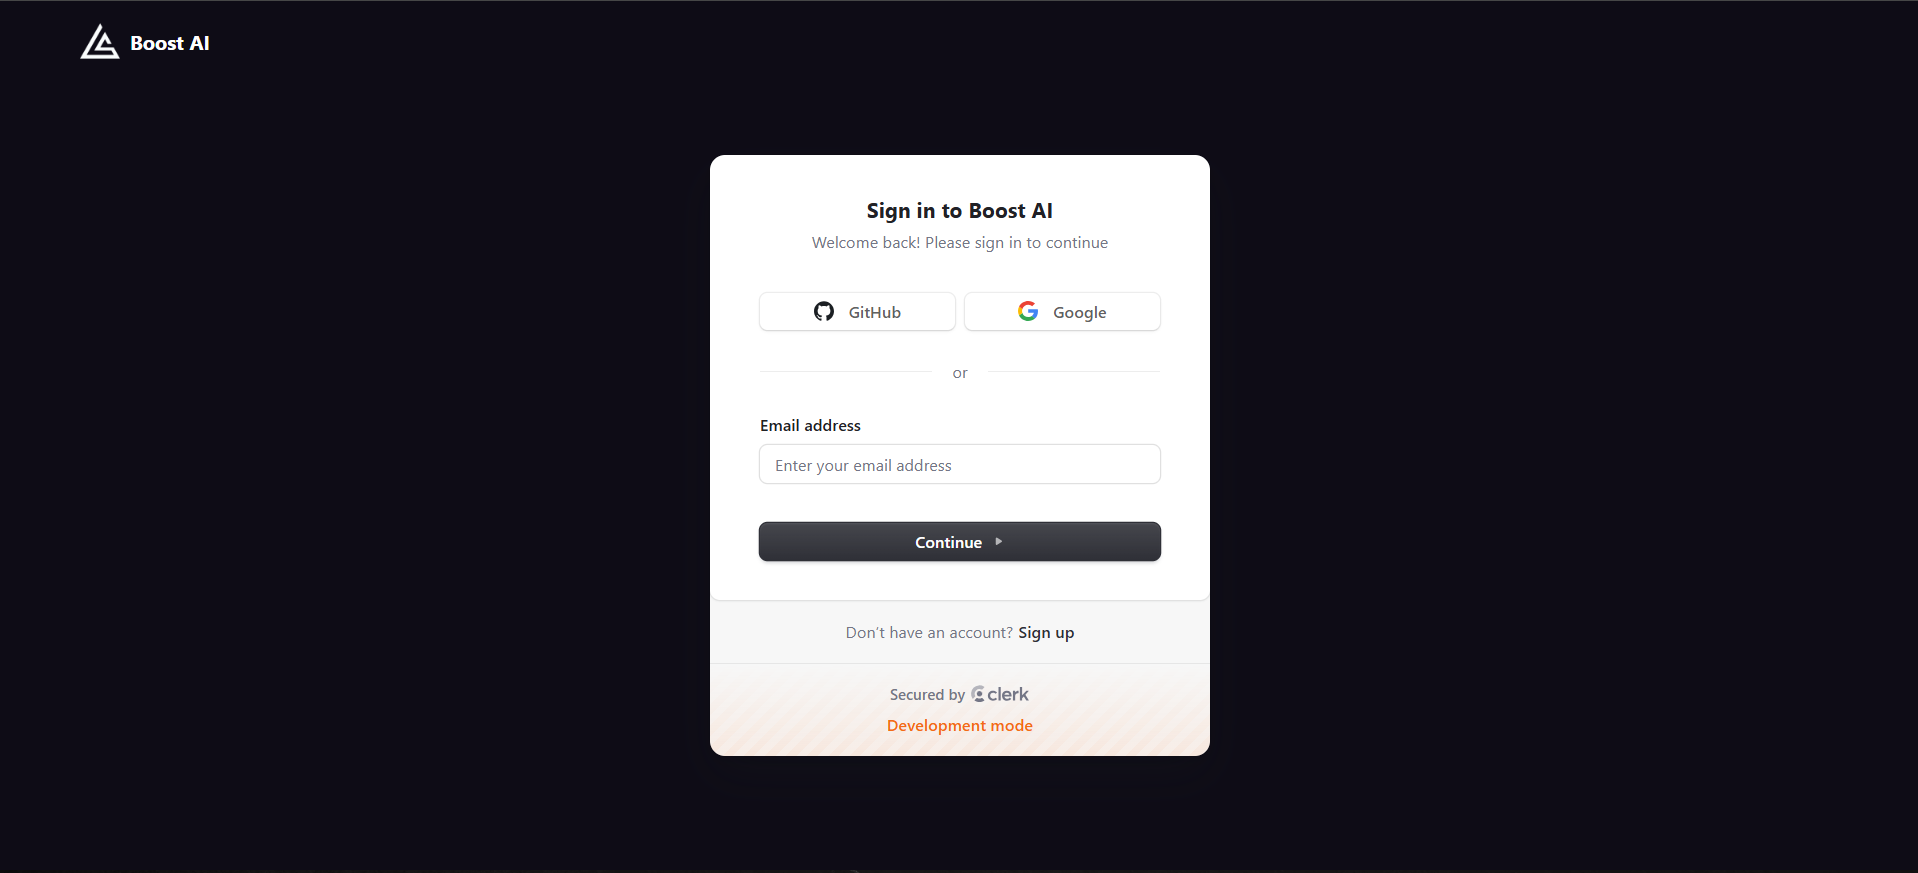 Boost AI
Sign in to Boost AI
Welcome back! Please sign in to continue
GitHub
Google
or
Email address
Enter your email address
Continue
Don’t have an account? Sign up
Secured by clerk
Development mode